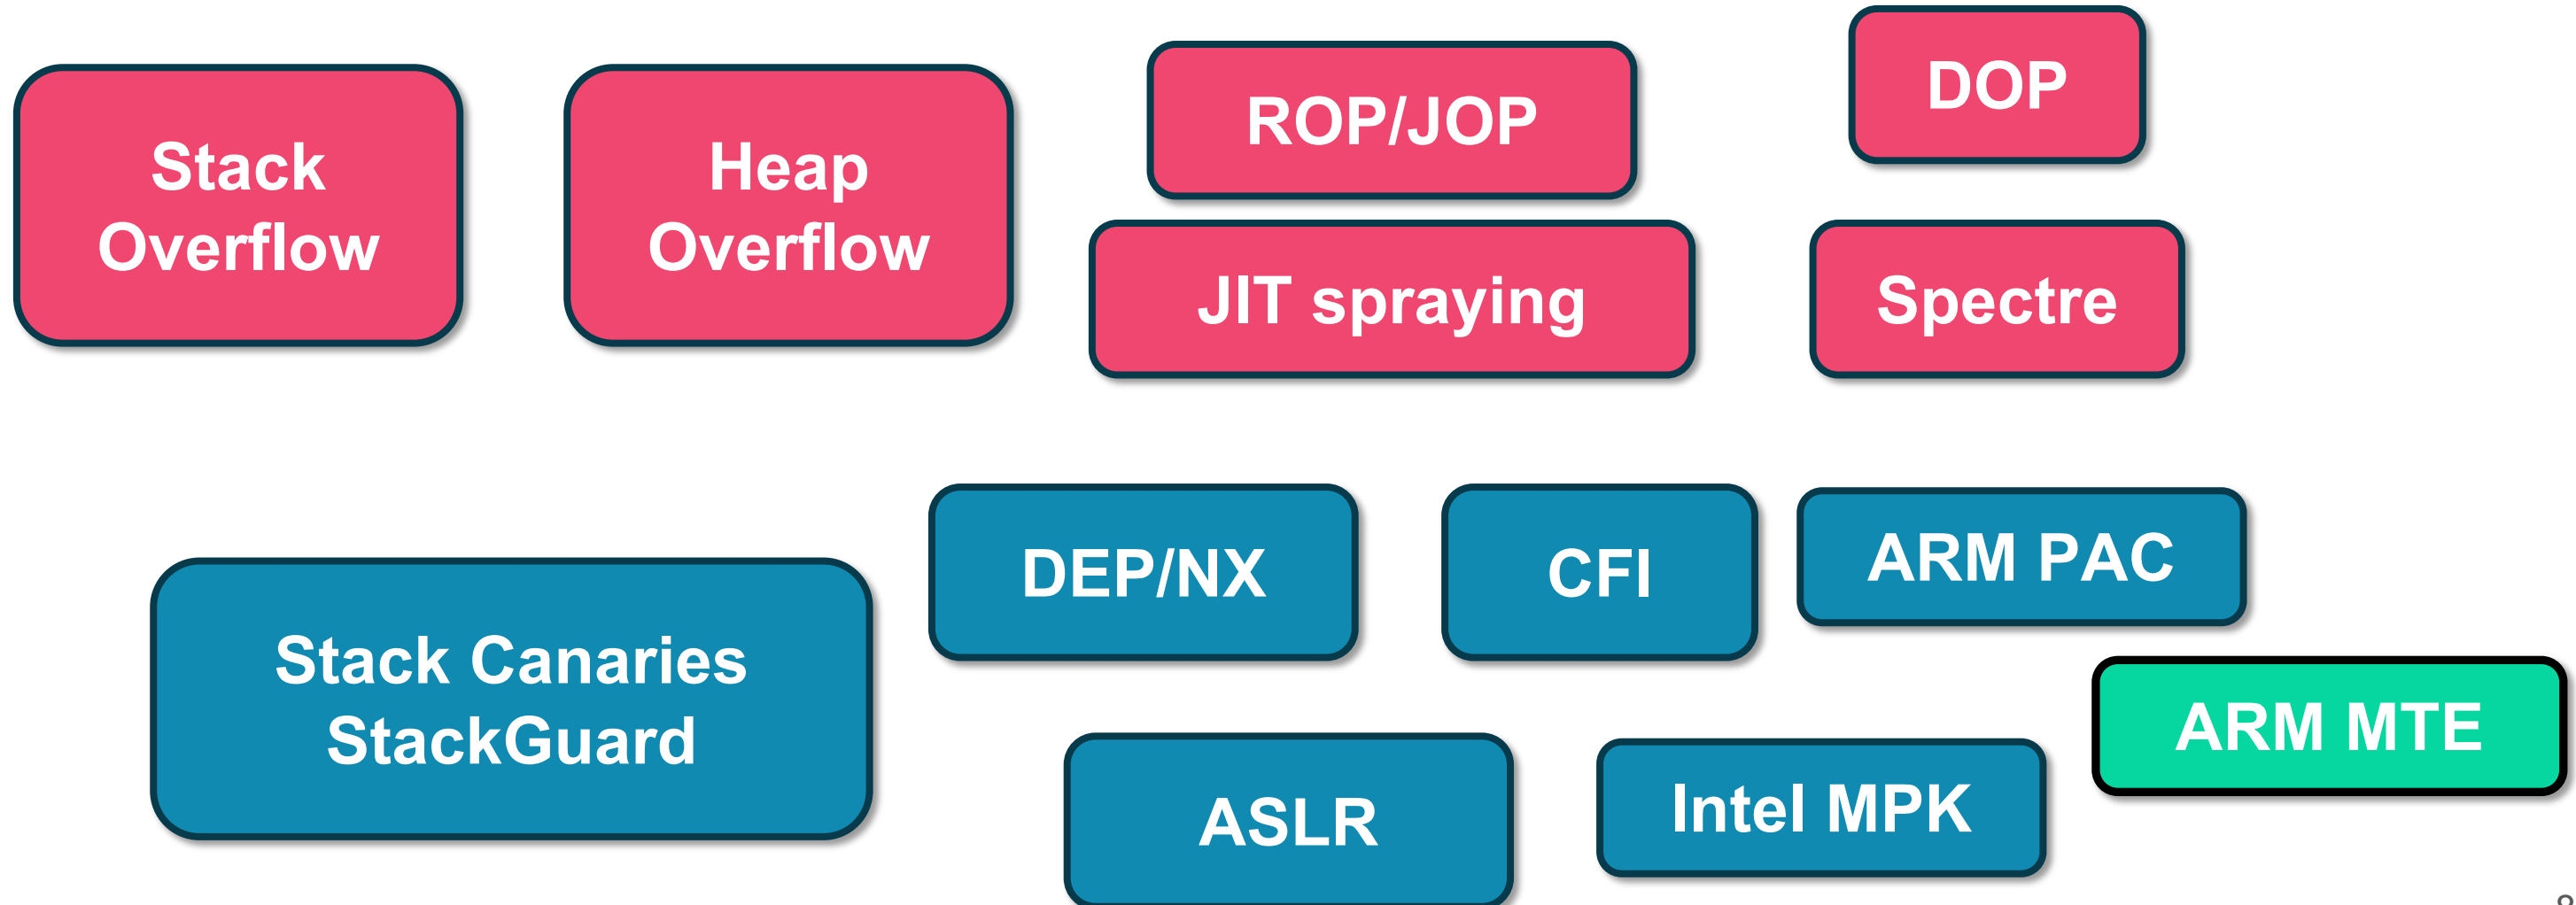 Stack
Overflow
Heap
Overflow
ROP/JOP
JIT spraying
DOP
Spectre
Stack Canaries
StackGuard
DEP/NX
ASLR
CFI
Intel MPK
ARM PAC
ARM MTE